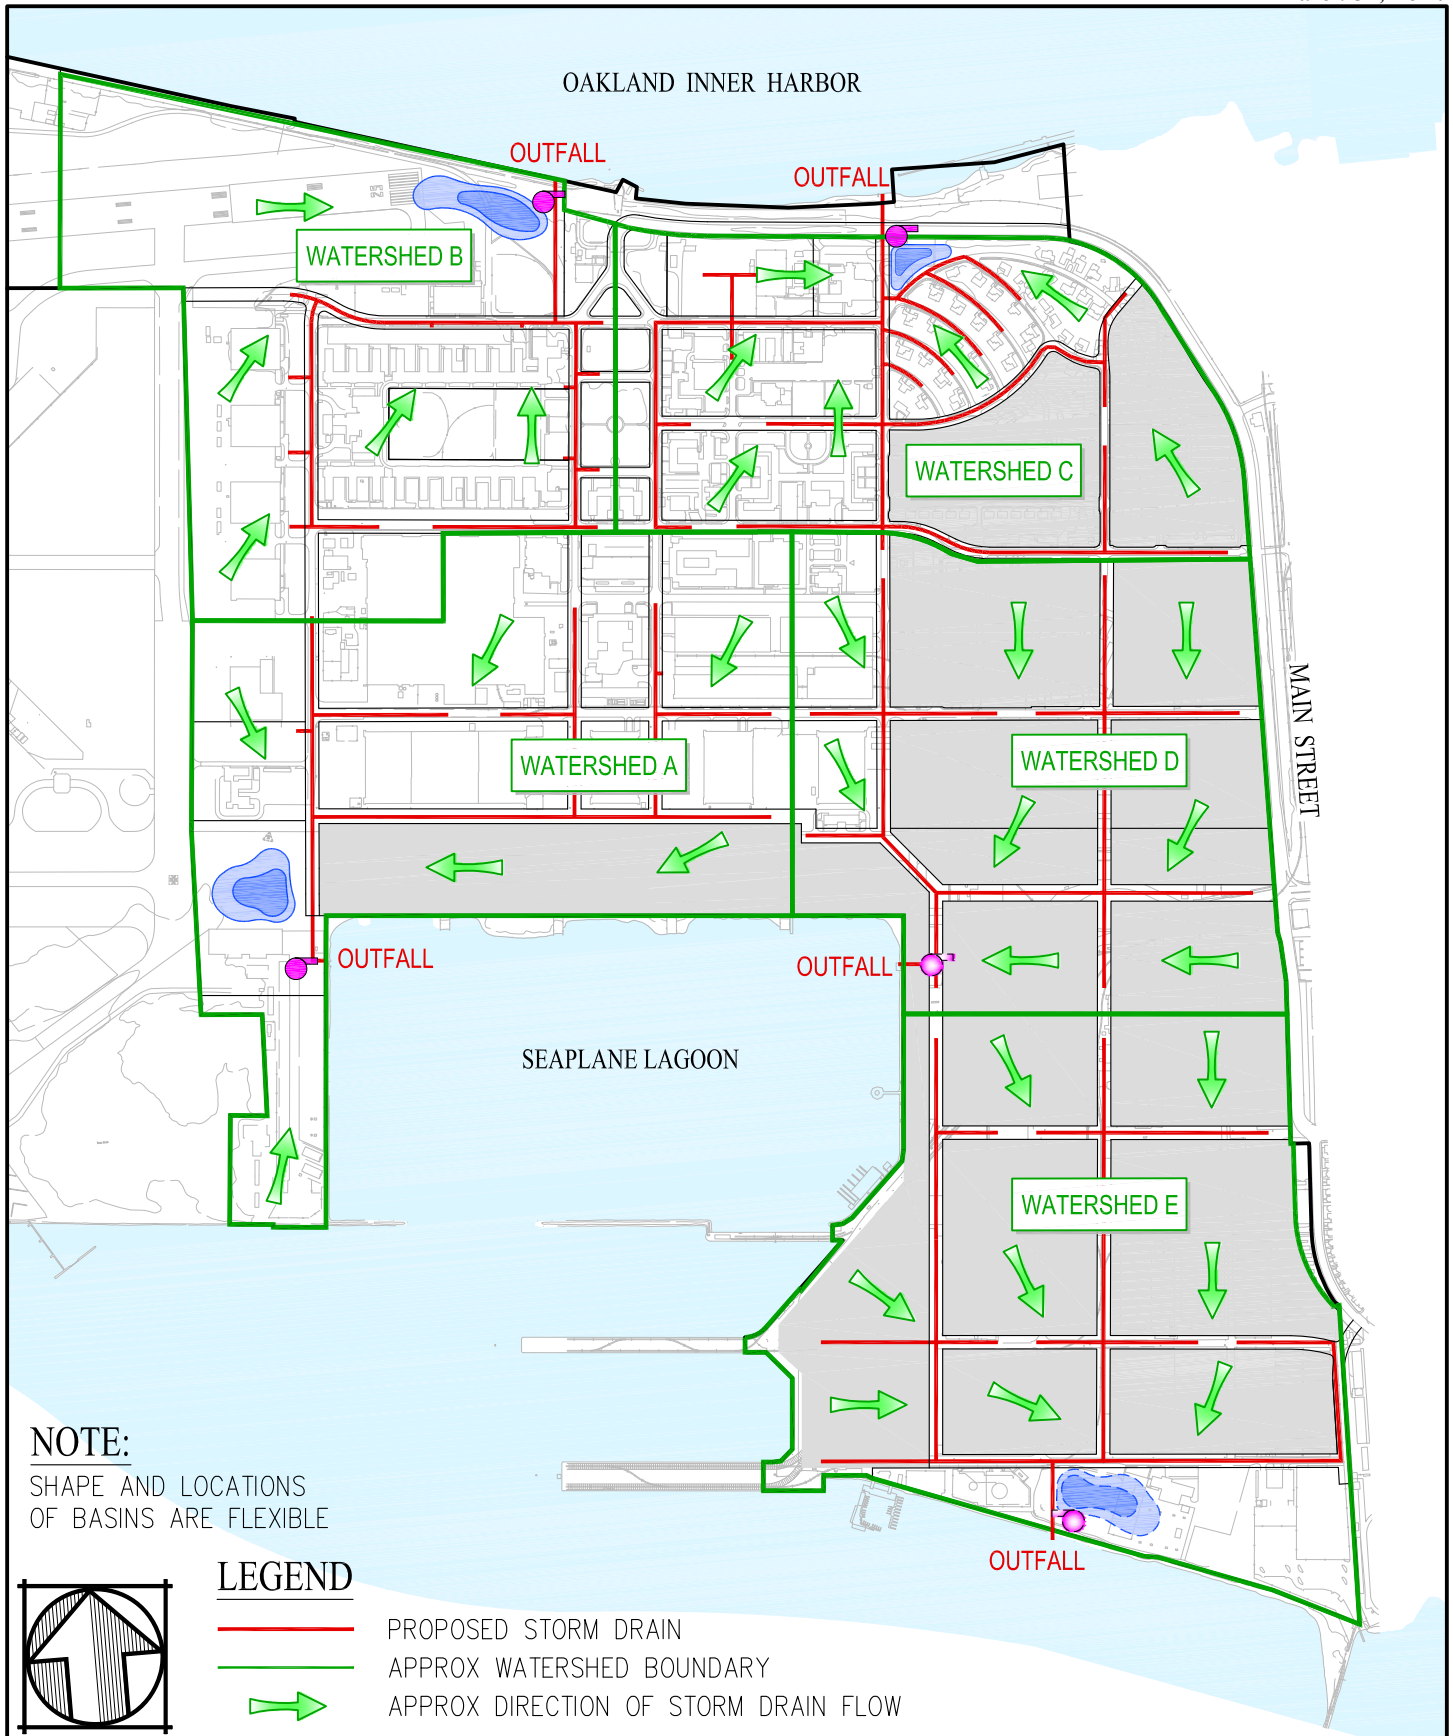 OAKLAND INNER HARBOR
OUTFALL
OUTFALL
WATERSHED B
WATERSHED C
MAIN STREET
WATERSHED A
WATERSHED D
OUTFALL
OUTFALL
SEAPLANE LAGOON
WATERSHED E
NOTE:
SHAPE AND LOCATIONS
OF BASINS ARE FLEXIBLE
OUTFALL
LEGEND
PROPOSED STORM DRAIN
APPROX WATERSHED BOUNDARY
APPROX DIRECTION OF STORM DRAIN FLOW